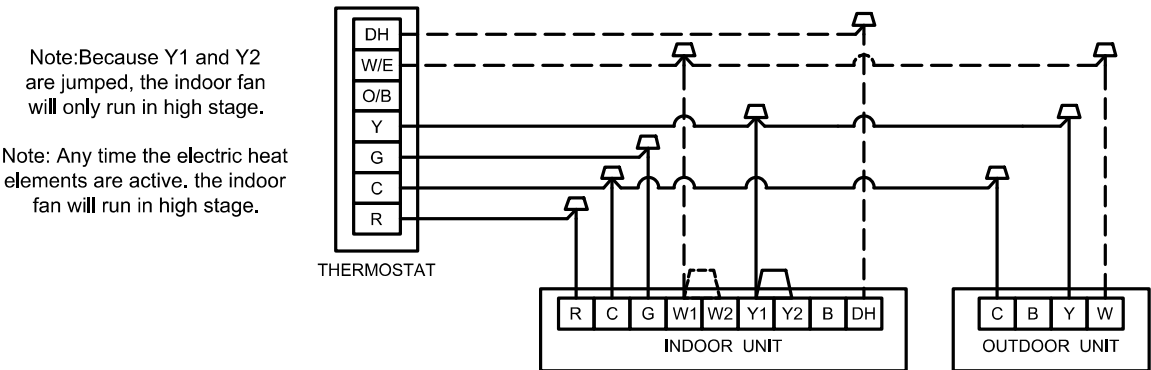 Note:Because Y1 and Y2
are jumped, the indoor fan
will only run in high stage.
Note: Any time the electric heat
elements are active. the indoor
fan will run in high stage.
DH
W/E
O/B
Y
G
C
R
THERMOSTAT
R C G W1 W2 Y1 Y2 B DH
INDOOR UNIT
C B Y W
OUTDOOR UNIT